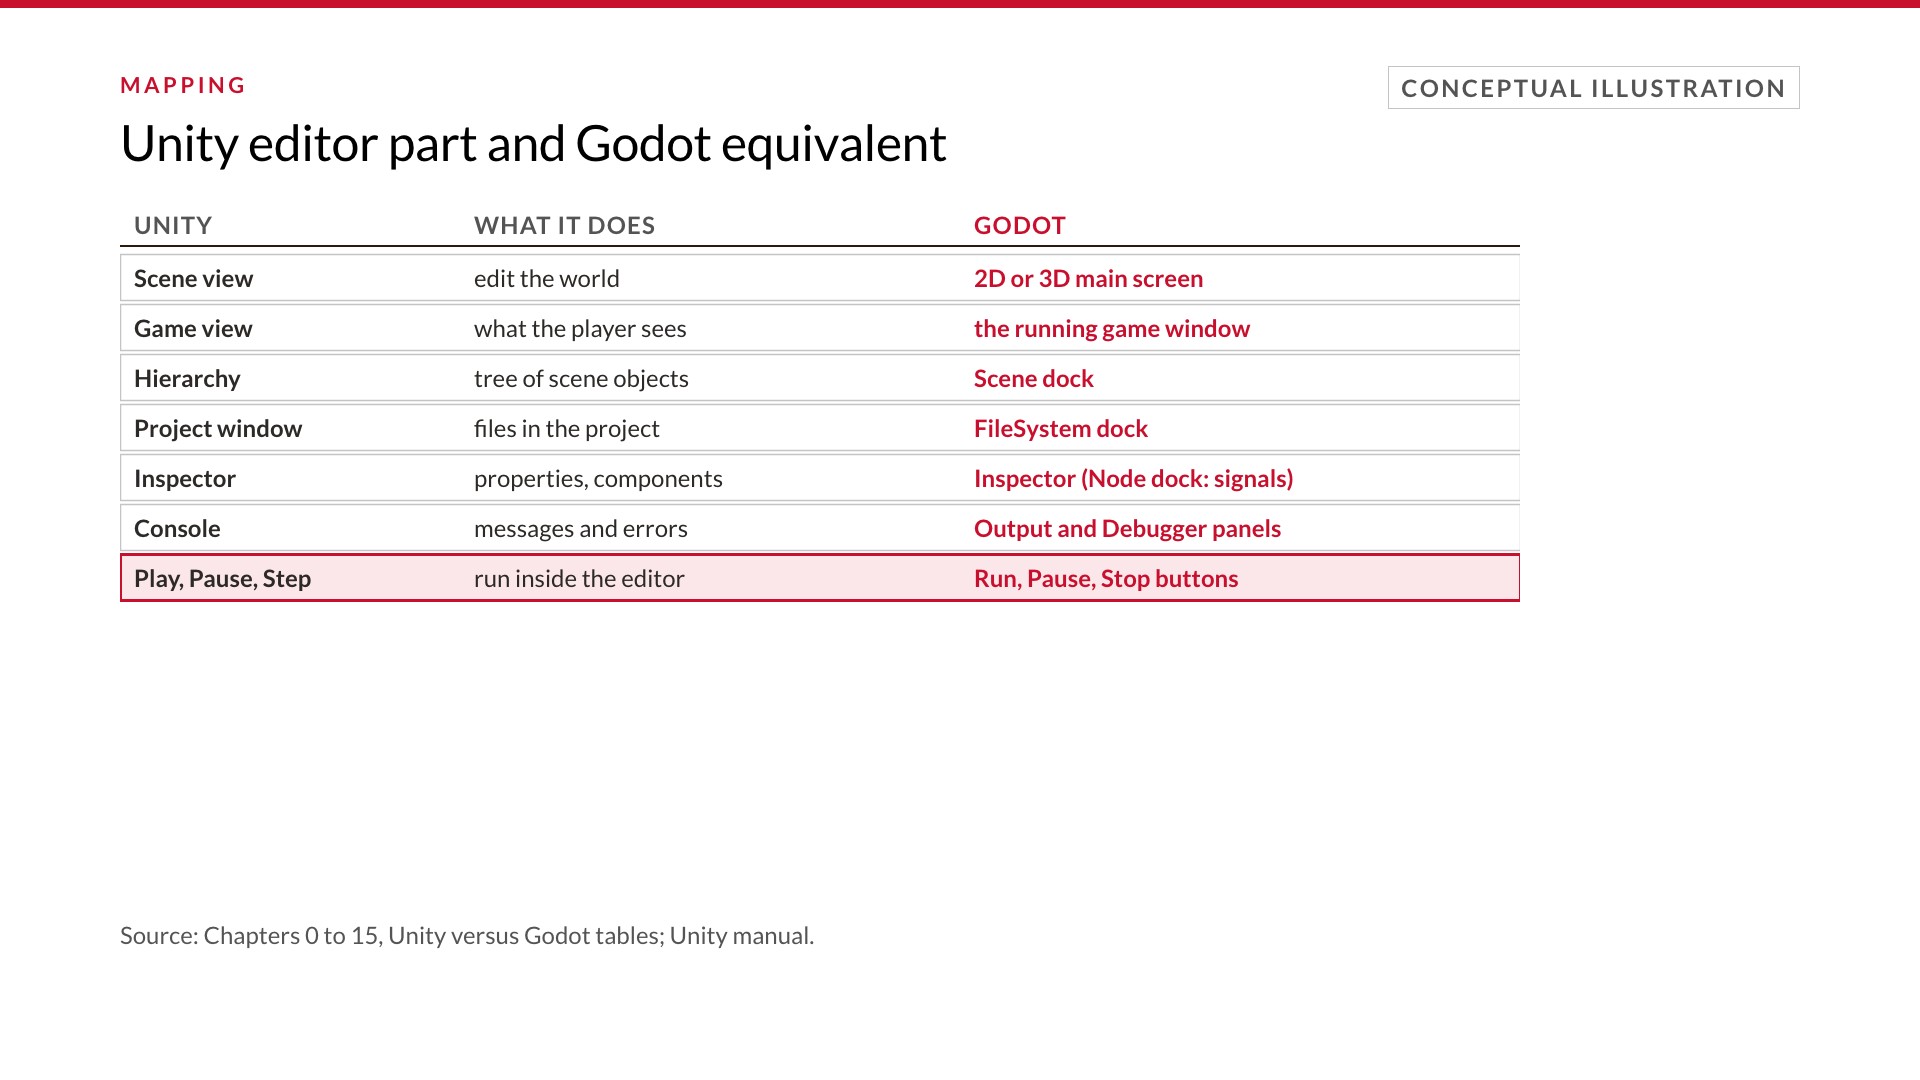 MAPPING
CONCEPTUAL ILLUSTRATION
Unity editor part and Godot equivalent
UNITY WHAT IT DOES GODOT
Scene view edit the world 2D or 3D main screen
Game view what the player sees the running game window
Hierarchy tree of scene objects Scene dock
Project window files in the project FileSystem dock
Inspector properties, components Inspector (Node dock: signals)
Console messages and errors Output and Debugger panels
Play, Pause, Step run inside the editor Run, Pause, Stop buttons
Source: Chapters 0 to 15, Unity versus Godot tables; Unity manual.